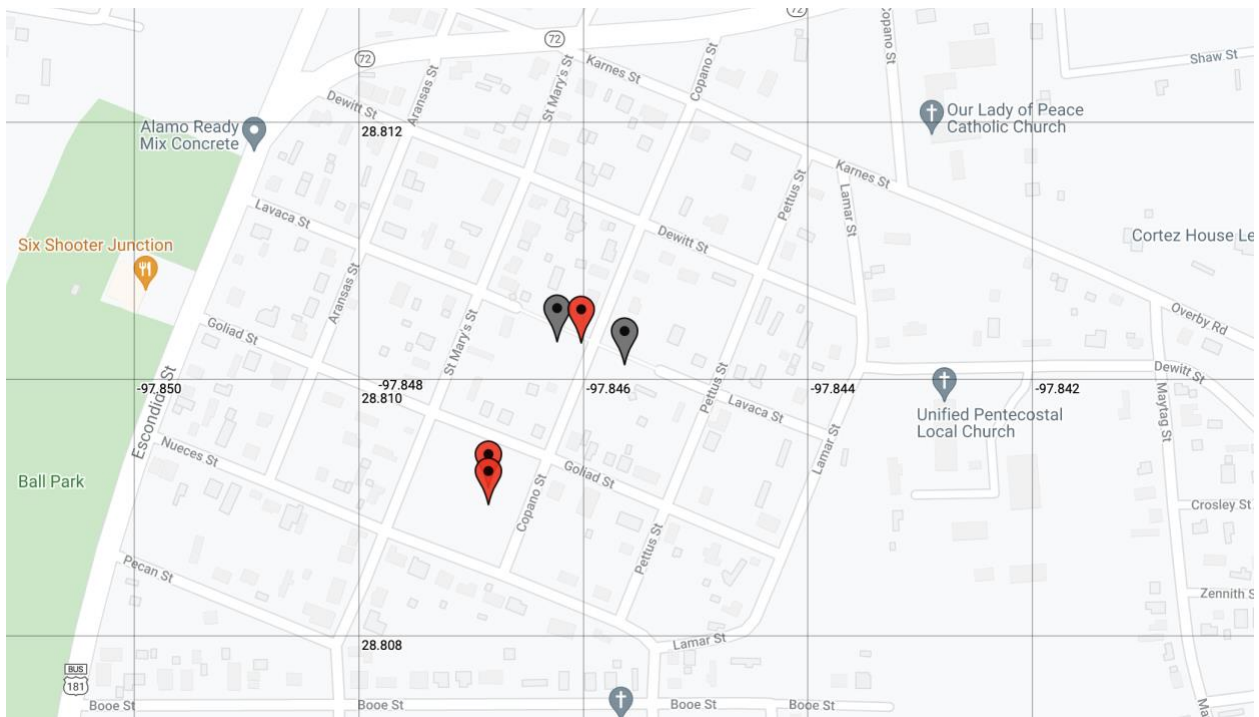 72
72
72
Karnes St
Copano St
Copano St
Shaw St
Aransas St
St Mary's St
Dewitt St
Alamo Ready
Mix Concrete
28.812
Our Lady of Peace
Catholic Church
Karnes St
Pettus St
Lamar St
Lavaca St
Dewitt St
Cortez House Le
Six Shooter Junction
Aransas St
Goliad St
St Mary's St
Overby Rd
Escondido St
-97.850
-97.848
28.810
-97.846
-97.844
-97.842
Dewitt St
Pettus St
Lavaca St
Maytag St
Unified Pentecostal
Local Church
Nueces St
Lamar St
Ball Park
Goliad St
Copano St
Crosley St
Pettus St
Pecan St
Zennith S
28.808
Lamar St
BUS
181
Booe St
Booe St
Booe St
Booe St
Ma